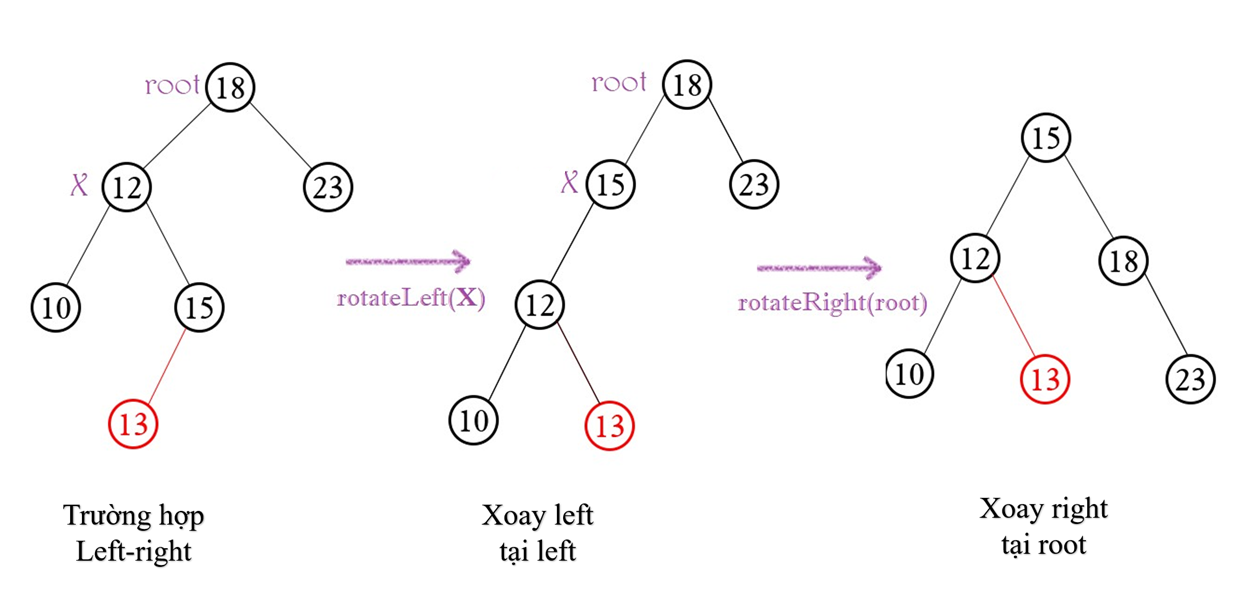 root 18
X 12
23
10
15
13
Trường hợp
Left-right
rotateLeft(X)
root 18
X 15
23
12
10
13
Xoay left
tại left
rotateRight(root)
15
12
18
10
13
23
Xoay right
tại root